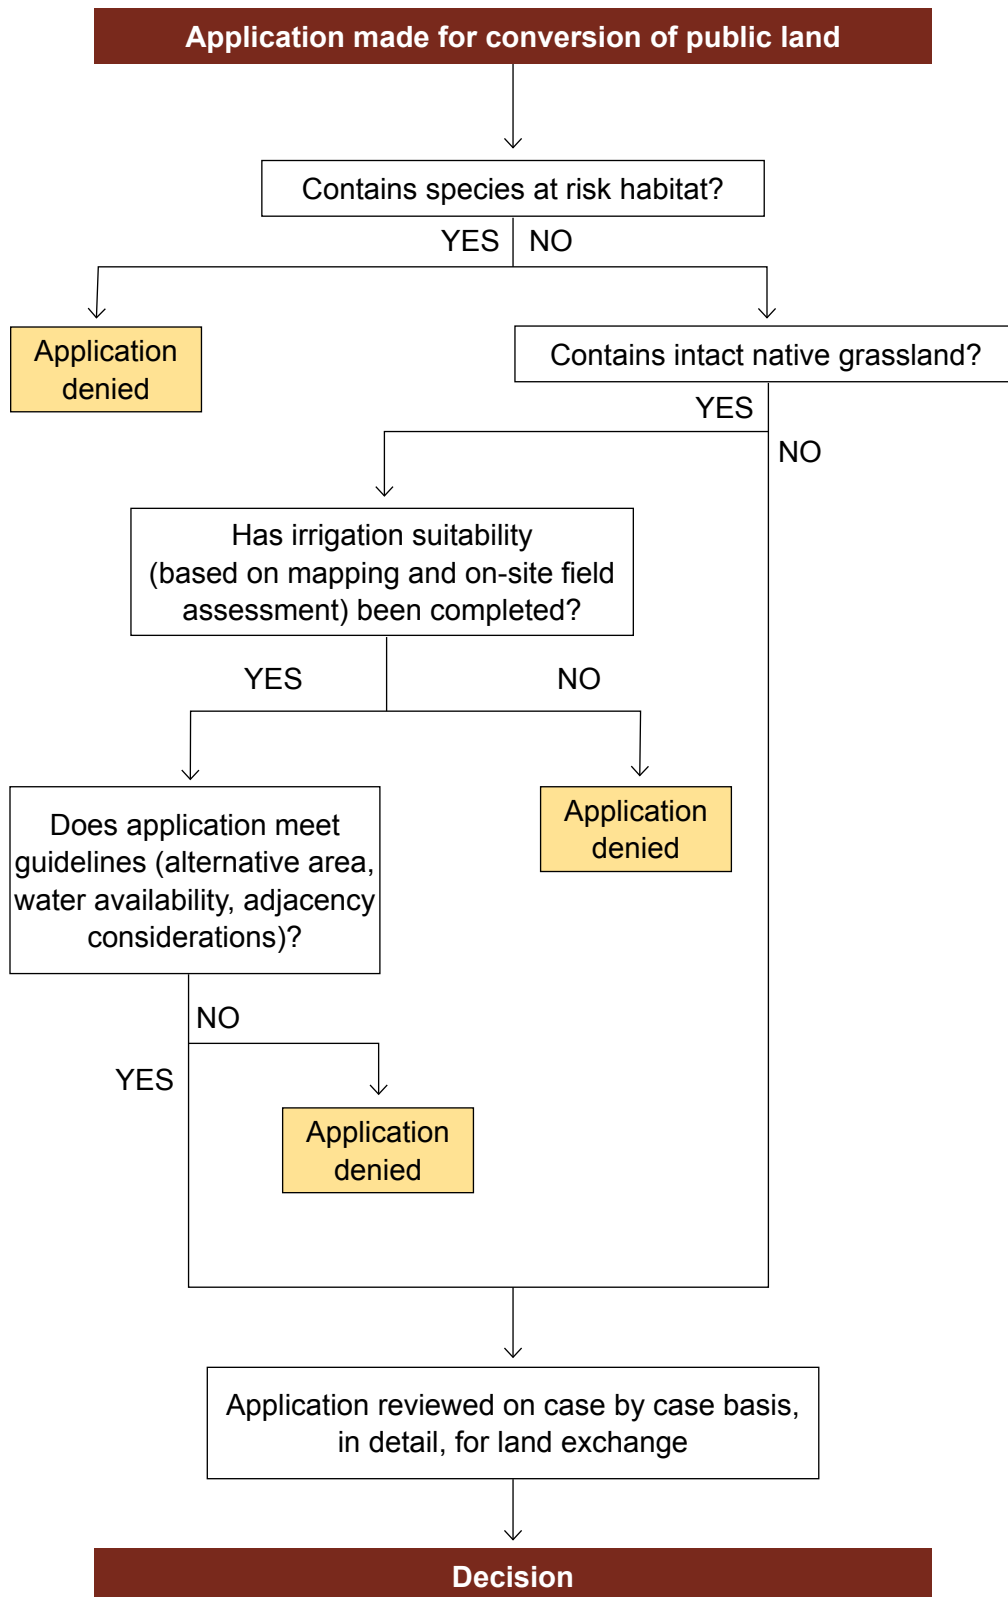 Application made for conversion of public land
Contains species at risk habitat?
YES
NO
Application
denied
Contains intact native grassland?
YES
NO
Has irrigation suitability
(based on mapping and on-site field
assessment) been completed?
YES
NO
Does application meet
guidelines (alternative area,
water availability, adjacency
considerations)?
Application
denied
NO
YES
Application
denied
Application reviewed on case by case basis,
in detail, for land exchange
Decision